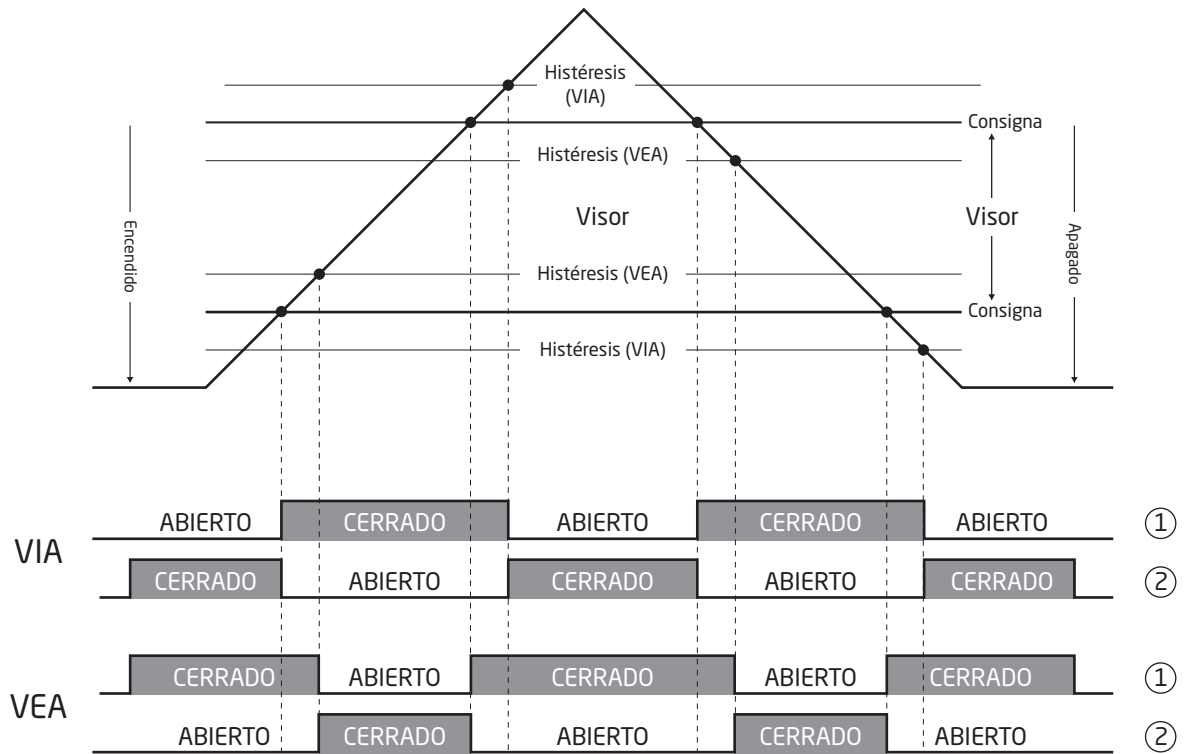 Histéresis
(VIA)
Consigna
Histéresis (VEA)
Encendido
Visor
Visor
Apagado
Histéresis (VEA)
Consigna
Histéresis (VIA)
VIA
ABIERTO CERRADO ABIERTO CERRADO ABIERTO ①
CERRADO ABIERTO CERRADO ABIERTO CERRADO ②
VEA
CERRADO ABIERTO CERRADO ABIERTO CERRADO ①
ABIERTO CERRADO ABIERTO CERRADO ABIERTO ②